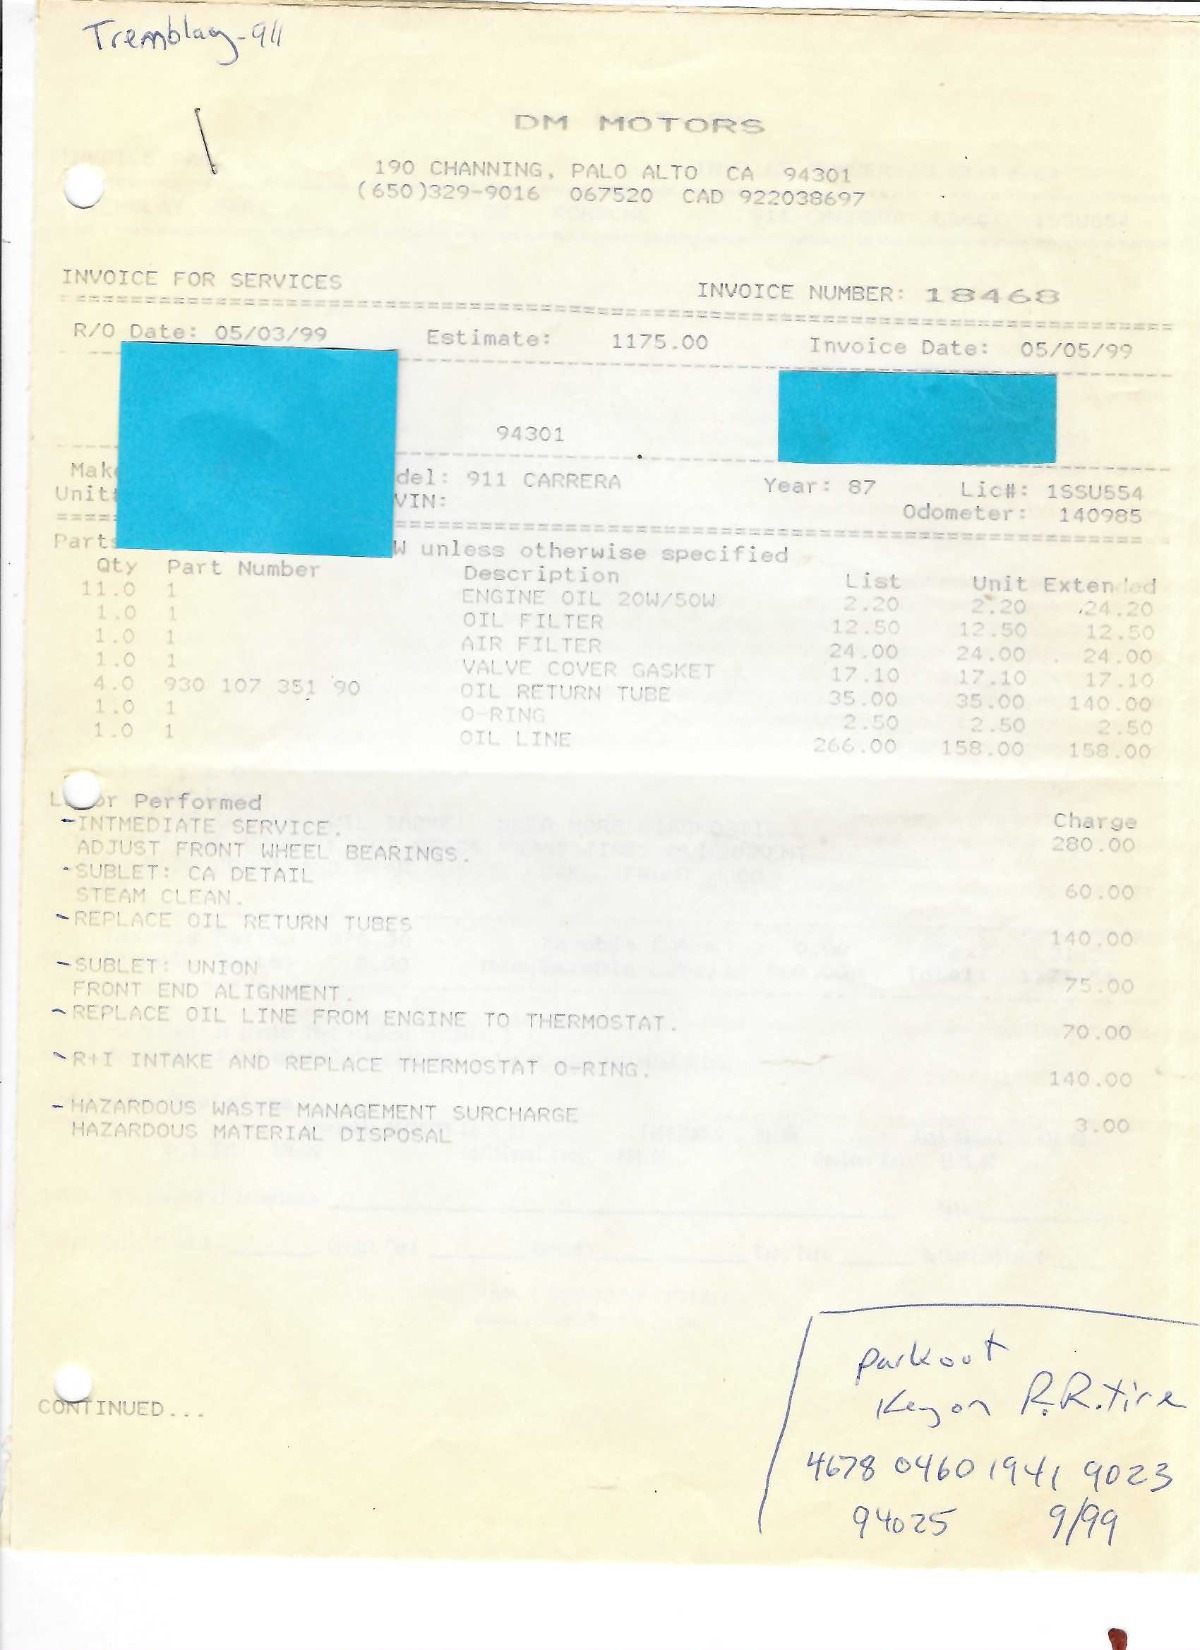 Tremblay-911
DM MOTORS
190 CHANNING, PALO ALTO CA 94301
(650)329-9016 067520 CAD 922038697
INVOICE FOR SERVICES
INVOICE NUMBER: 18468
R/O Date: 05/03/99 Estimate: 1175.00 Invoice Date: 05/05/99
94301
Mak del: 911 CARRERA Year: 87 Lic#: 1SSU554
Unit VIN: Odometer: 140985
Parts W unless otherwise specified
Qty Part Number Description List Unit Extended
11.0 1 ENGINE OIL 20W/50W 2.20 2.20 24.20
1.0 1 OIL FILTER 12.50 12.50 12.50
1.0 1 AIR FILTER 24.00 24.00 24.00
1.0 1 VALVE COVER GASKET 17.10 17.10 17.10
4.0 930 107 351 90 OIL RETURN TUBE 35.00 35.00 140.00
1.0 1 O-RING 2.50 2.50 2.50
1.0 1 OIL LINE 266.00 158.00 158.00
L or Performed Charge
-INTMEDIATE SERVICE. 280.00
ADJUST FRONT WHEEL BEARINGS.
-SUBLET: CA DETAIL 60.00
STEAM CLEAN.
-REPLACE OIL RETURN TUBES 140.00
-SUBLET: UNION 75.00
FRONT END ALIGNMENT.
-REPLACE OIL LINE FROM ENGINE TO THERMOSTAT. 70.00
-R+I INTAKE AND REPLACE THERMOSTAT O-RING. 140.00
-HAZARDOUS WASTE MANAGEMENT SURCHARGE 3.00
HAZARDOUS MATERIAL DISPOSAL
CONTINUED...
parkout
Key on R.R.tire
4678 0460 1941 9023
94025 9/99